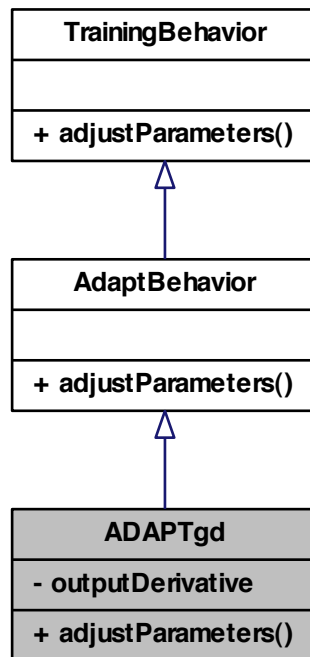 TrainingBehavior
+ adjustParameters()
AdaptBehavior
+ adjustParameters()
ADAPTgd
- outputDerivative
+ adjustParameters()